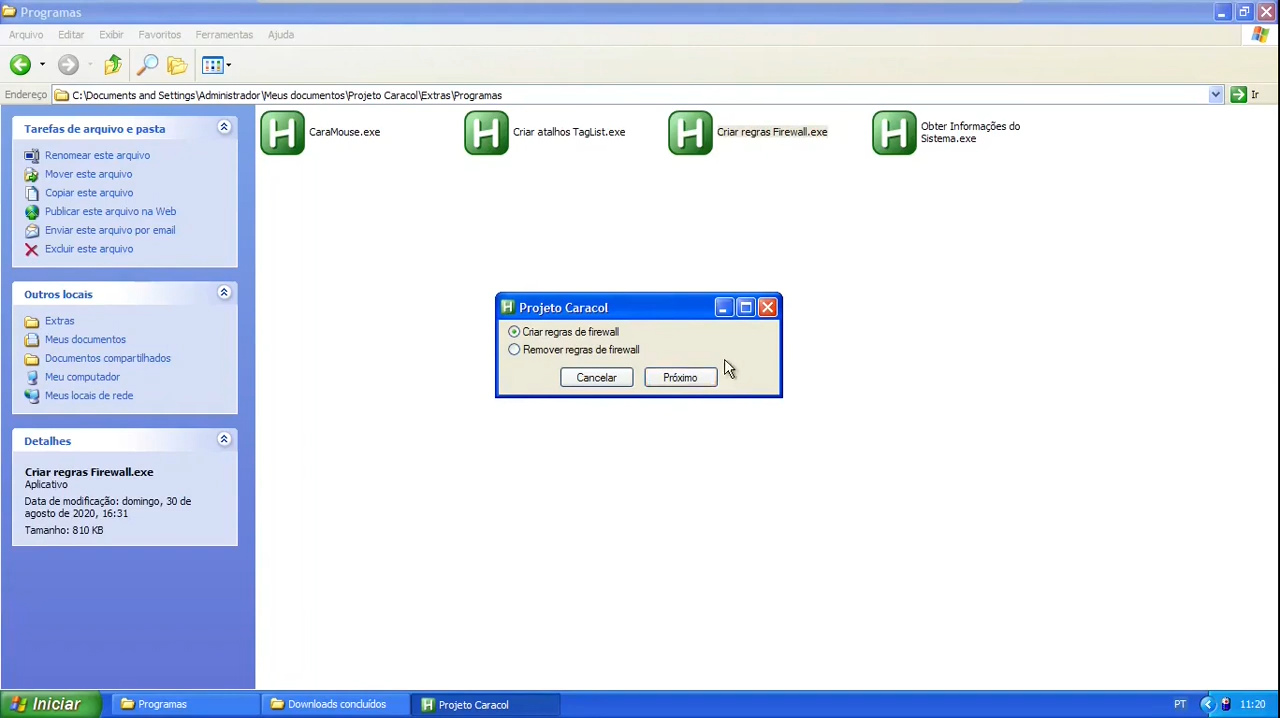 Programas
Arquivo Editar Exibir Favoritos Ferramentas Ajuda
Endereço C:\Documents and Settings\Administrador\Meus documentos\Projeto Caracol\Extras\Programas Ir
Tarefas de arquivo e pasta
Renomear este arquivo
Mover este arquivo
Copiar este arquivo
Publicar este arquivo na Web
Enviar este arquivo por email
Excluir este arquivo
Outros locais
Extras
Meus documentos
Documentos compartilhados
Meu computador
Meus locais de rede
Detalhes
Criar regras Firewall.exe
Aplicativo
Data de modificação: domingo, 30 de
agosto de 2020, 16:31
Tamanho: 810 KB
H CaraMouse.exe
H Criar atalhos TagList.exe
H Criar regras Firewall.exe
H Obter Informações do
Sistema.exe
H Projeto Caracol
Criar regras de firewall
Remover regras de firewall
Cancelar Próximo
Iniciar Programas Downloads concluídos H Projeto Caracol PT 11:20